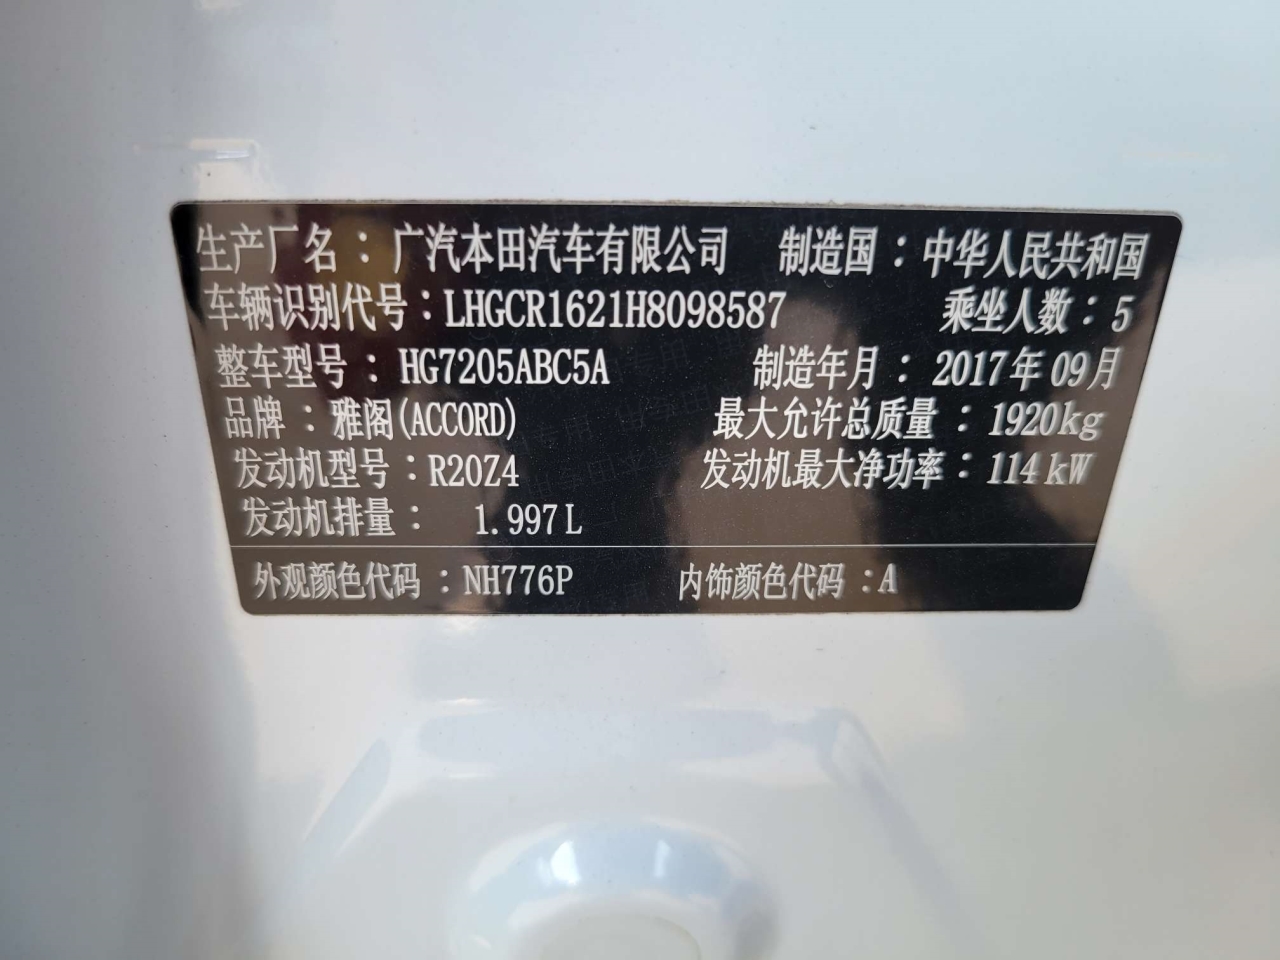 生产厂名：广汽本田汽车有限公司 制造国：中华人民共和国
车辆识别代号：LHGCR1621H8098587 乘坐人数：5
整车型号：HG7205ABC5A 制造年月：2017年09月
品牌：雅阁(ACCORD) 最大允许总质量：1920kg
发动机型号：R20Z4 发动机最大净功率：114kW
发动机排量：1.997L
外观颜色代码：NH776P 内饰颜色代码：A